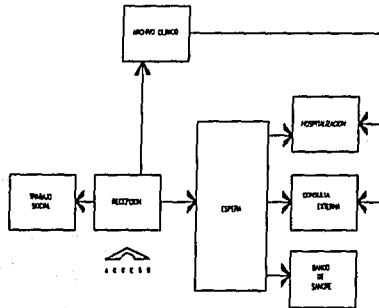 ARCHIVO CLINICO
HOSPITALIZACION
TRABAJO
SOCIAL
RECEPCION
ESPERA
CONSULTA
EXTERNA
ACCESO
BANCO
DE
SANGRE